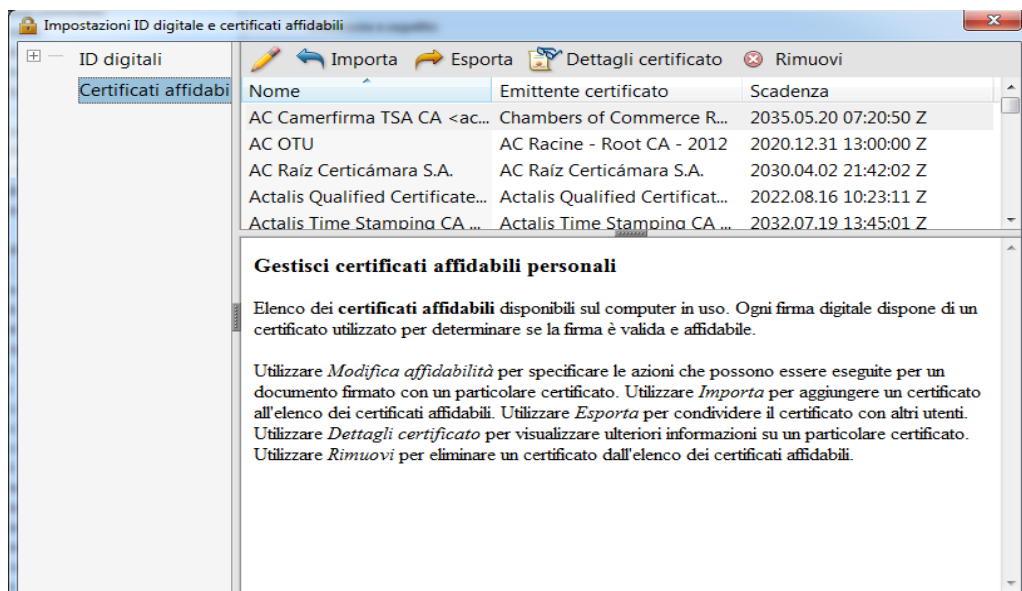 Impostazioni ID digitale e certificati affidabili
ID digitali
Certificati affidabi
Importa Esporta Dettagli certificato Rimuovi
Nome Emittente certificato Scadenza
AC Camerfirma TSA CA <ac... Chambers of Commerce R... 2035.05.20 07:20:50 Z
AC OTU AC Racine - Root CA - 2012 2020.12.31 13:00:00 Z
AC Raíz Certicámara S.A. AC Raíz Certicámara S.A. 2030.04.02 21:42:02 Z
Actalis Qualified Certificate... Actalis Qualified Certificat... 2022.08.16 10:23:11 Z
Actalis Time Stamping CA ... Actalis Time Stamping CA ... 2032.07.19 13:45:01 Z
Gestisci certificati affidabili personali
Elenco dei certificati affidabili disponibili sul computer in uso. Ogni firma digitale dispone di un
certificato utilizzato per determinare se la firma è valida e affidabile.
Utilizzare Modifica affidabilità per specificare le azioni che possono essere eseguite per un
documento firmato con un particolare certificato. Utilizzare Importa per aggiungere un certificato
all'elenco dei certificati affidabili. Utilizzare Esporta per condividere il certificato con altri utenti.
Utilizzare Dettagli certificato per visualizzare ulteriori informazioni su un particolare certificato.
Utilizzare Rimuovi per eliminare un certificato dall'elenco dei certificati affidabili.